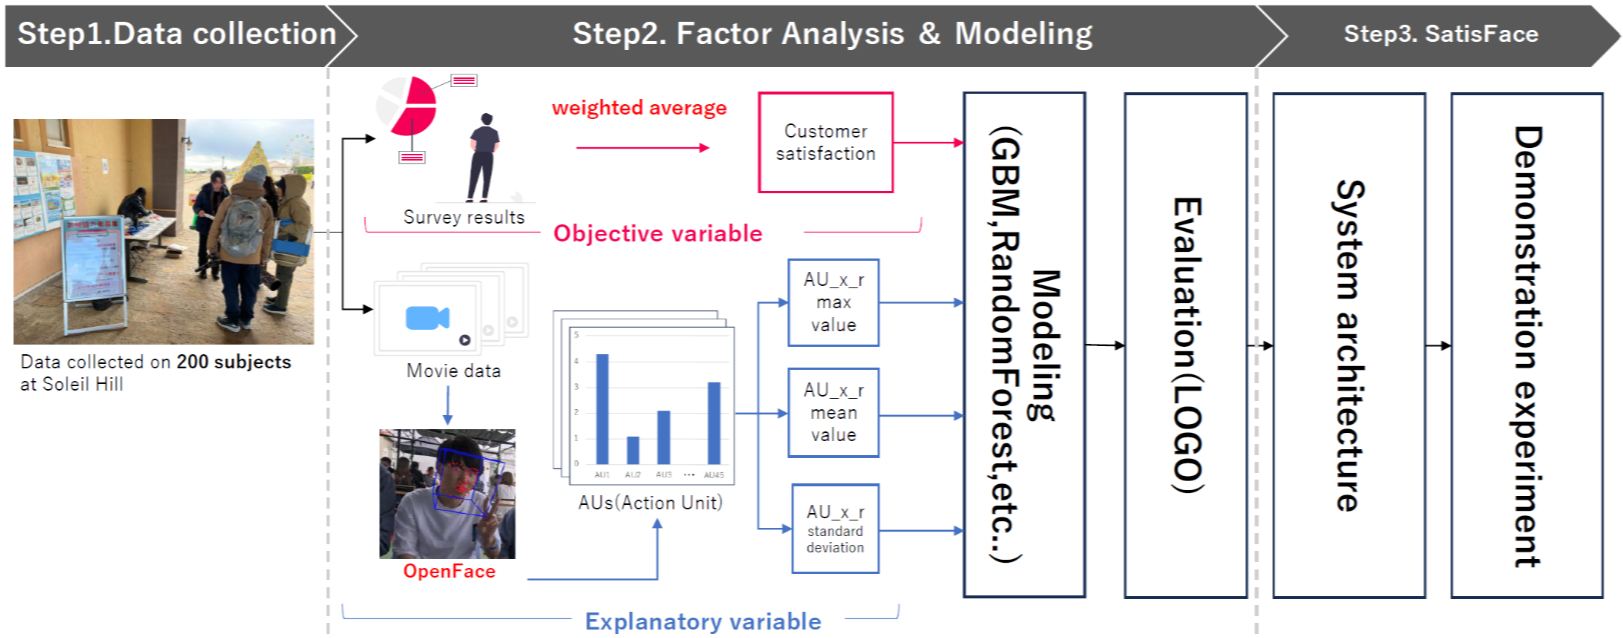 Step1.Data collection
Step2. Factor Analysis & Modeling
Step3. SatisFace
Data collected on 200 subjects
at Soleil Hill
Survey results
weighted average
Customer
satisfaction
Objective variable
Movie data
OpenFace
5
4
3
2
1
0
AU1 AU2 AU3 ··· AU45
AUs(Action Unit)
AU_x_r
max
value
AU_x_r
mean
value
AU_x_r
standard
deviation
Explanatory variable
Modeling
(GBM,RandomForest,etc..)
Evaluation(LOGO)
System architecture
Demonstration experiment